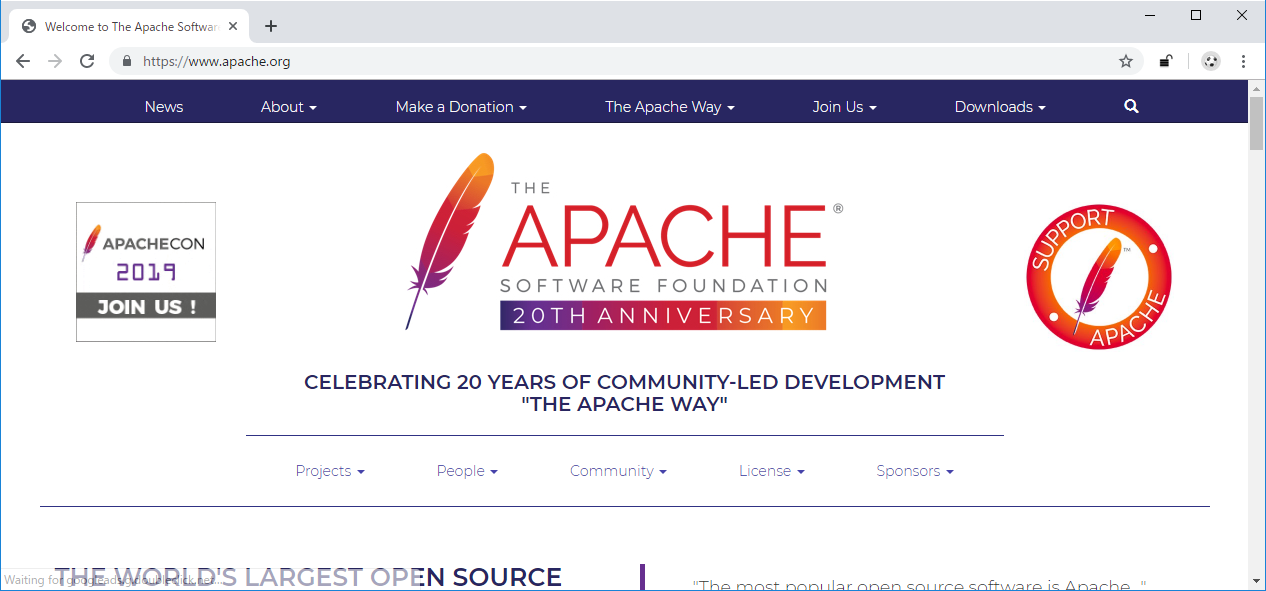 Welcome to The Apache Softwar
https://www.apache.org
News About Make a Donation The Apache Way Join Us Downloads
THE
APACHE®
SOFTWARE FOUNDATION
20TH ANNIVERSARY
APACHECON
2019
JOIN US !
SUPPORT
APACHE
TM
CELEBRATING 20 YEARS OF COMMUNITY-LED DEVELOPMENT
"THE APACHE WAY"
Projects People Community License Sponsors
THE WORLD'S LARGEST OPEN SOURCE
"The most popular open source software is Apache..."
Waiting for googleads.g.doubleclick.net...